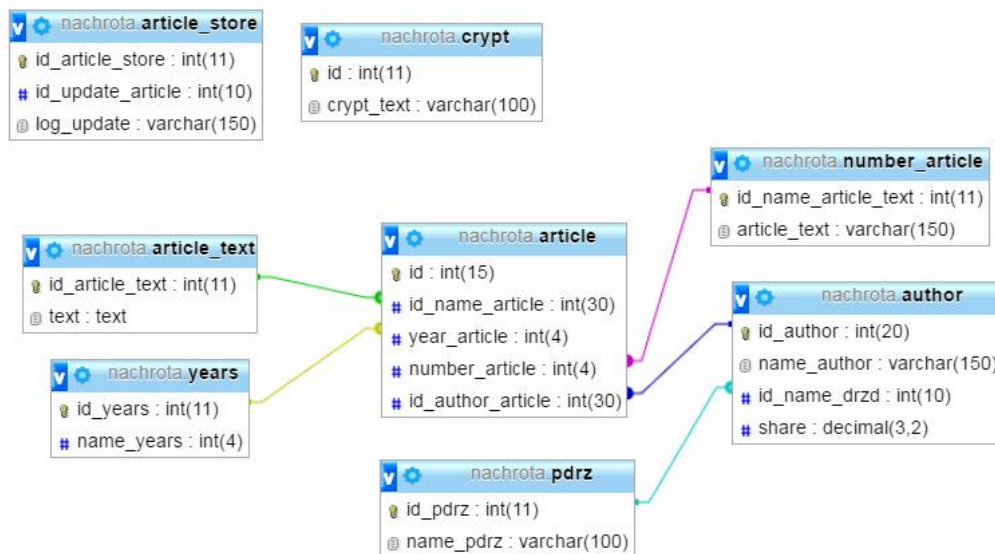 nachrota.article_store
id_article_store : int(11)
id_update_article : int(10)
log_update : varchar(150)
nachrota.crypt
id : int(11)
crypt_text : varchar(100)
nachrota.number_article
id_name_article_text : int(11)
article_text : varchar(150)
nachrota.article_text
id_article_text : int(11)
text : text
nachrota.article
id : int(15)
id_name_article : int(30)
year_article : int(4)
number_article : int(4)
id_author_article : int(30)
nachrota.author
id_author : int(20)
name_author : varchar(150)
id_name_drzd : int(10)
share : decimal(3,2)
nachrota.years
id_years : int(11)
name_years : int(4)
nachrota.pdrz
id_pdrz : int(11)
name_pdrz : varchar(100)